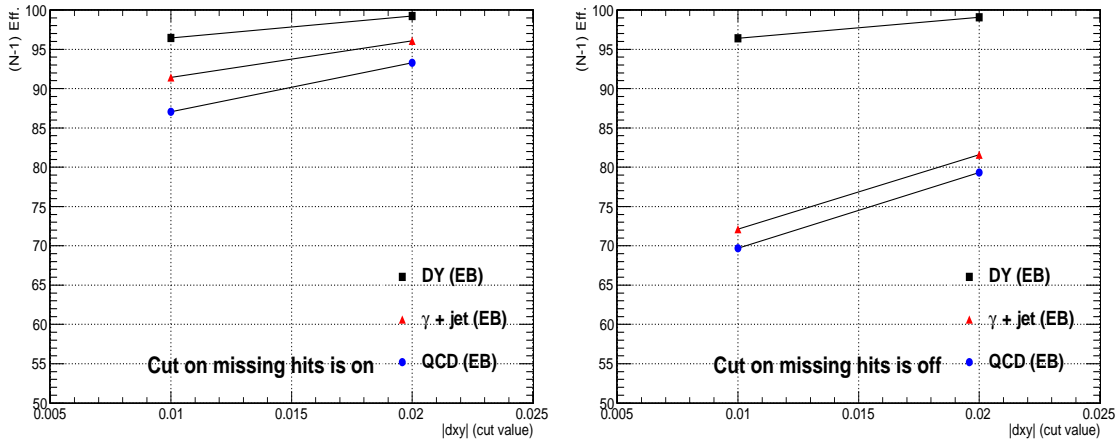 (N-1) Eff.
100
95
90
85
80
75
70
65
60
55
50
0.005
0.01
0.015
0.02
0.025
|dxy| (cut value)
DY (EB)
γ + jet (EB)
QCD (EB)
Cut on missing hits is on
(N-1) Eff.
100
95
90
85
80
75
70
65
60
55
50
0.005
0.01
0.015
0.02
0.025
|dxy| (cut value)
DY (EB)
γ + jet (EB)
QCD (EB)
Cut on missing hits is off